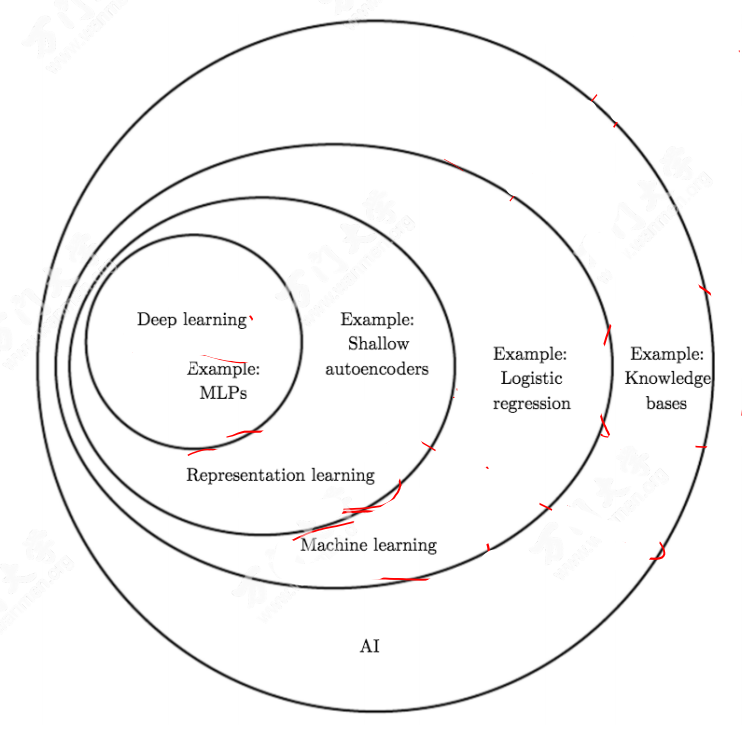 Deep learning
Example:
MLPs
Example:
Shallow
autoencoders
Example:
Logistic
regression
Example:
Knowledge
bases
Representation learning
Machine learning
AI